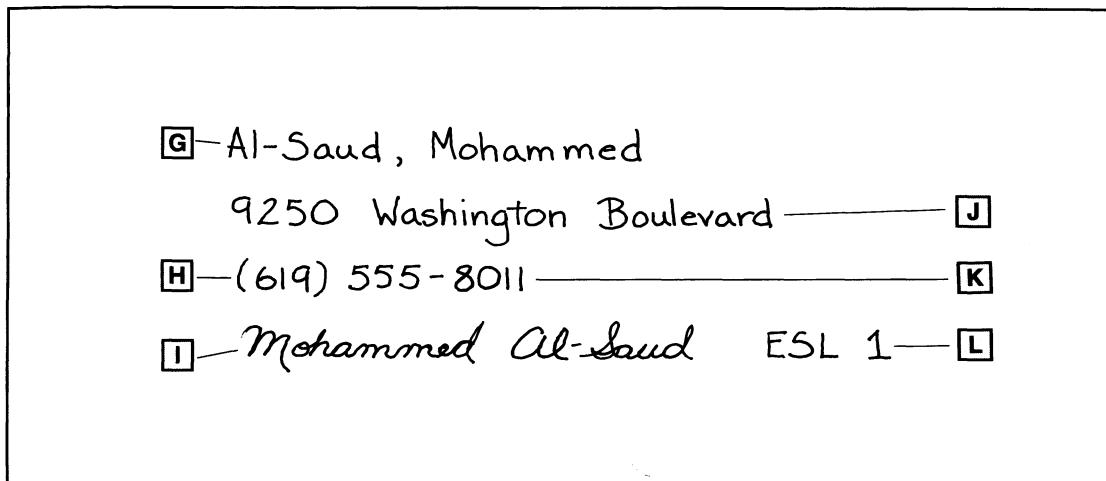 G Al-Saud, Mohammed
9250 Washington Boulevard J
H (619) 555-8011 K
I Mohammed Al-Saud ESL 1 L